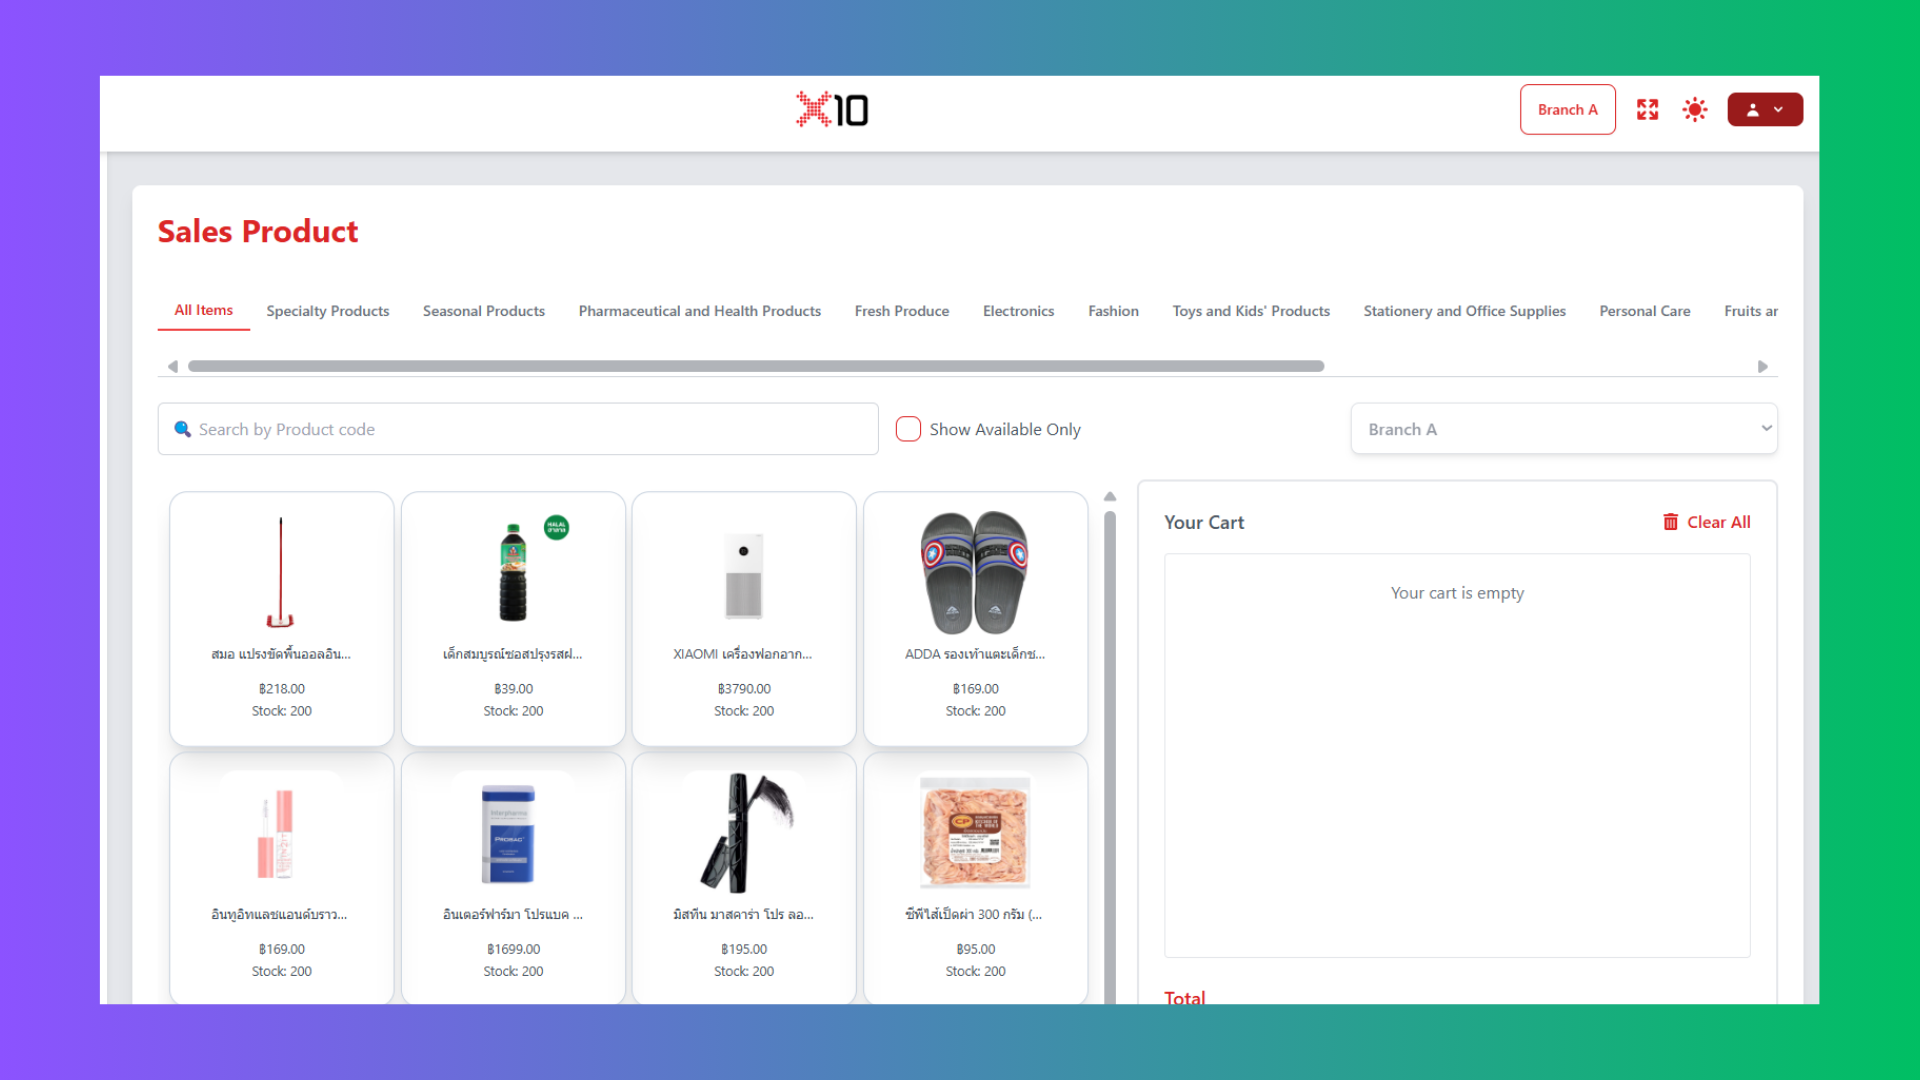 X10
Branch A
Sales Product
All Items
Specialty Products
Seasonal Products
Pharmaceutical and Health Products
Fresh Produce
Electronics
Fashion
Toys and Kids' Products
Stationery and Office Supplies
Personal Care
Fruits ar
Search by Product code
Show Available Only
Branch A
Your Cart
Clear All
Your cart is empty
HALAL
สมอ แปรงขัดพื้นออลอิน...
฿218.00
Stock: 200
เด็กสมบูรณ์ซอสปรุงรสฝ...
฿39.00
Stock: 200
XIAOMI เครื่องฟอกอาก...
฿3790.00
Stock: 200
ADDA รองเท้าแตะเด็กช...
฿169.00
Stock: 200
interpharma
PROBAC
CP
อินทูอิทแลชแอนด์บราว...
฿169.00
Stock: 200
อินเตอร์ฟาร์มา โปรแบค ...
฿1699.00
Stock: 200
มิสทีน มาสคาร่า โปร ลอ...
฿195.00
Stock: 200
ซีพีไส้เป็ดผ่า 300 กรัม (...
฿95.00
Stock: 200
Total